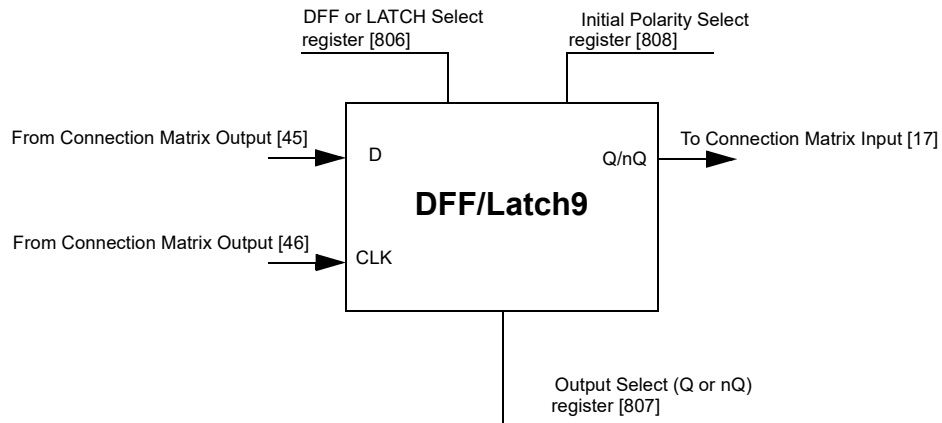 DFF or LATCH Select
register [806]
Initial Polarity Select
register [808]
From Connection Matrix Output [45]
D
Q/nQ
To Connection Matrix Input [17]
DFF/Latch9
From Connection Matrix Output [46]
CLK
Output Select (Q or nQ)
register [807]